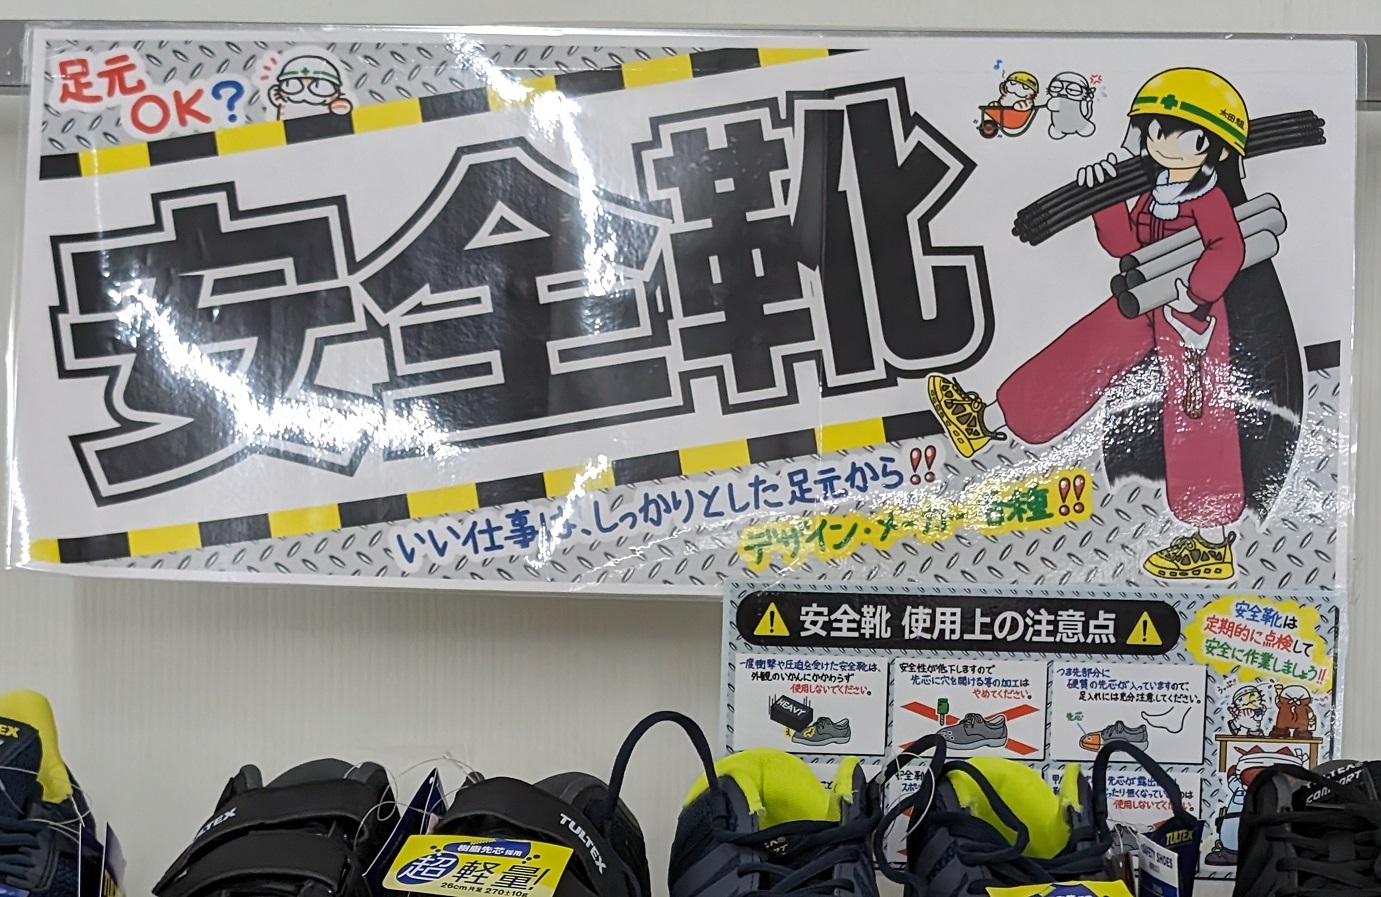 足元
OK?
安全靴
太田組
いい仕事は、しっかりとした足元から!!
デザイン・メーカー各種!!
安全靴 使用上の注意点
安全靴は
定期的に点検して
安全に作業しましょう!!
一度衝撃や圧迫を受けた安全靴は、
外観のいかんにかかわらず
使用しないでください。
HEAVY
安全性が低下しますので
先芯に穴を開ける等の加工は
やめてください。
つま先部分に
硬質の先芯が入っていますので、
足入れには充分注意してください。
先芯
先芯が露出
使用しないでください。
TULTEX
TULTEX
樹脂先芯採用
超軽量!
26cm片足 270±10g
TULTEX
SAFETY SHOES